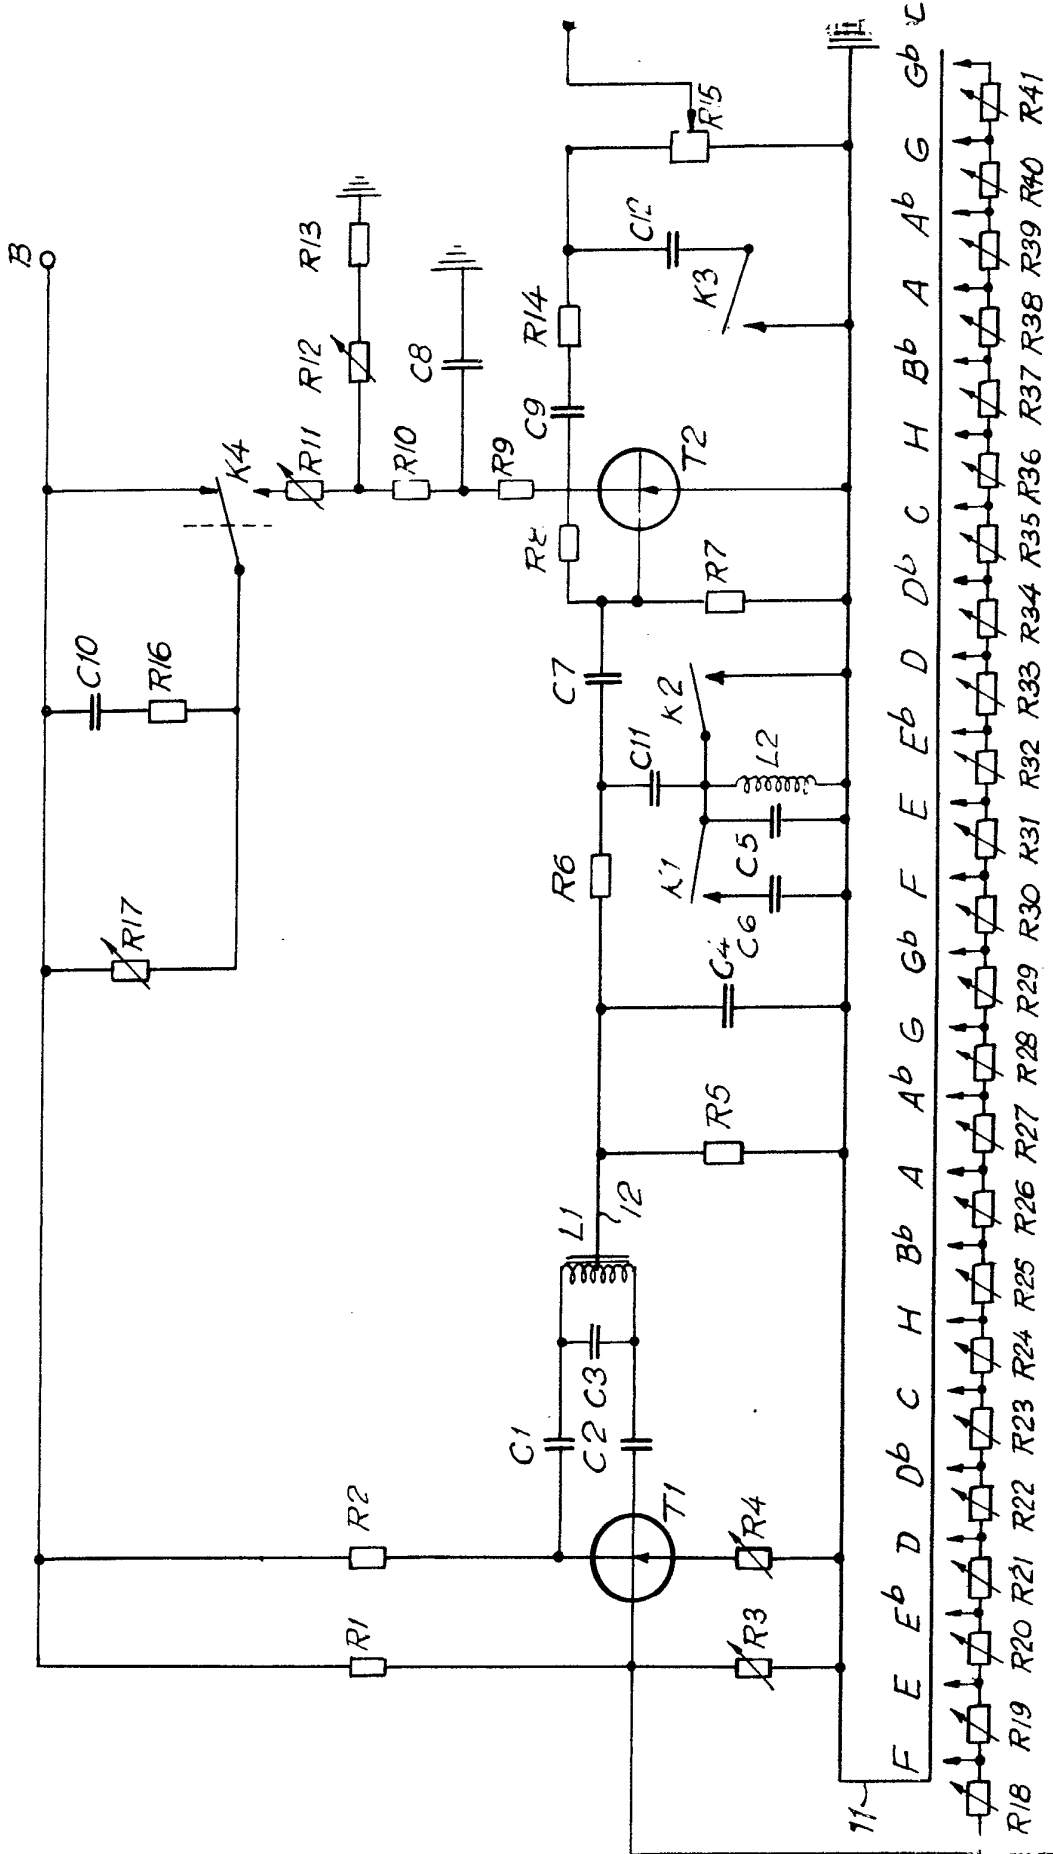 B
C10
R17
R16
K4
R11
R12
R13
R1
R2
R10
C8
R9
C1
C9
R14
R8
R6
C7
L1
C2
C3
12
C11
C12
K1
K2
T1
T2
K3
R15
R5
R7
C4
C6
C5
R3
R4
L2
11
F E Eb D Db C H Bb A Ab G Gb F E Eb D Db C H Bb A Ab G Gb
R18 R19 R20 R21 R22 R23 R24 R25 R26 R27 R28 R29 R30 R31 R32 R33 R34 R35 R36 R37 R38 R39 R40 R41